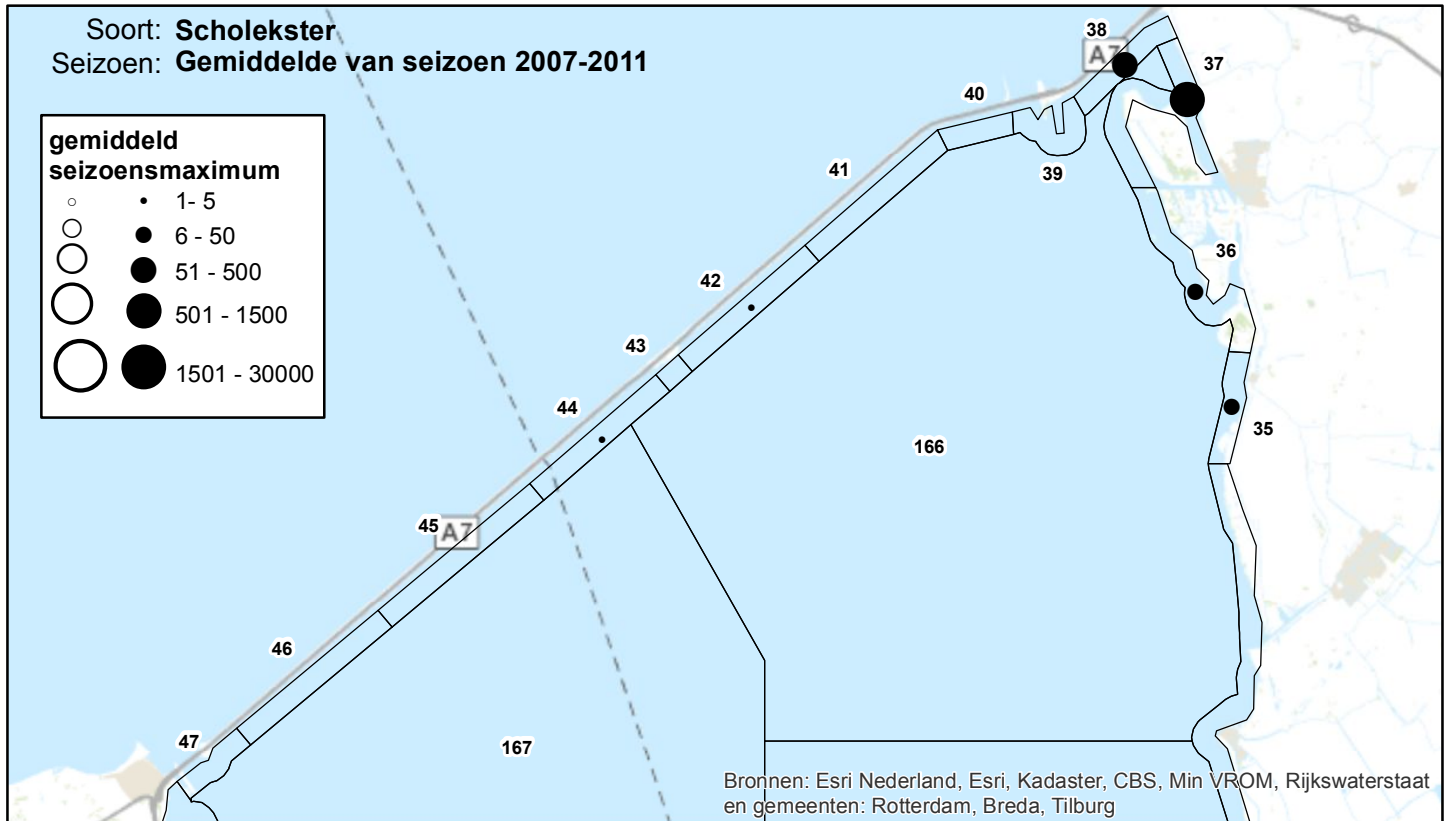 Soort: Scholekster
Seizoen: Gemiddelde van seizoen 2007-2011
gemiddeld
seizoensmaximum
1- 5
6 - 50
51 - 500
501 - 1500
1501 - 30000
38
A7
37
40
39
41
36
42
43
35
44
166
45
A7
46
47
167
Bronnen: Esri Nederland, Esri, Kadaster, CBS, Min VROM, Rijkswaterstaat
en gemeenten: Rotterdam, Breda, Tilburg